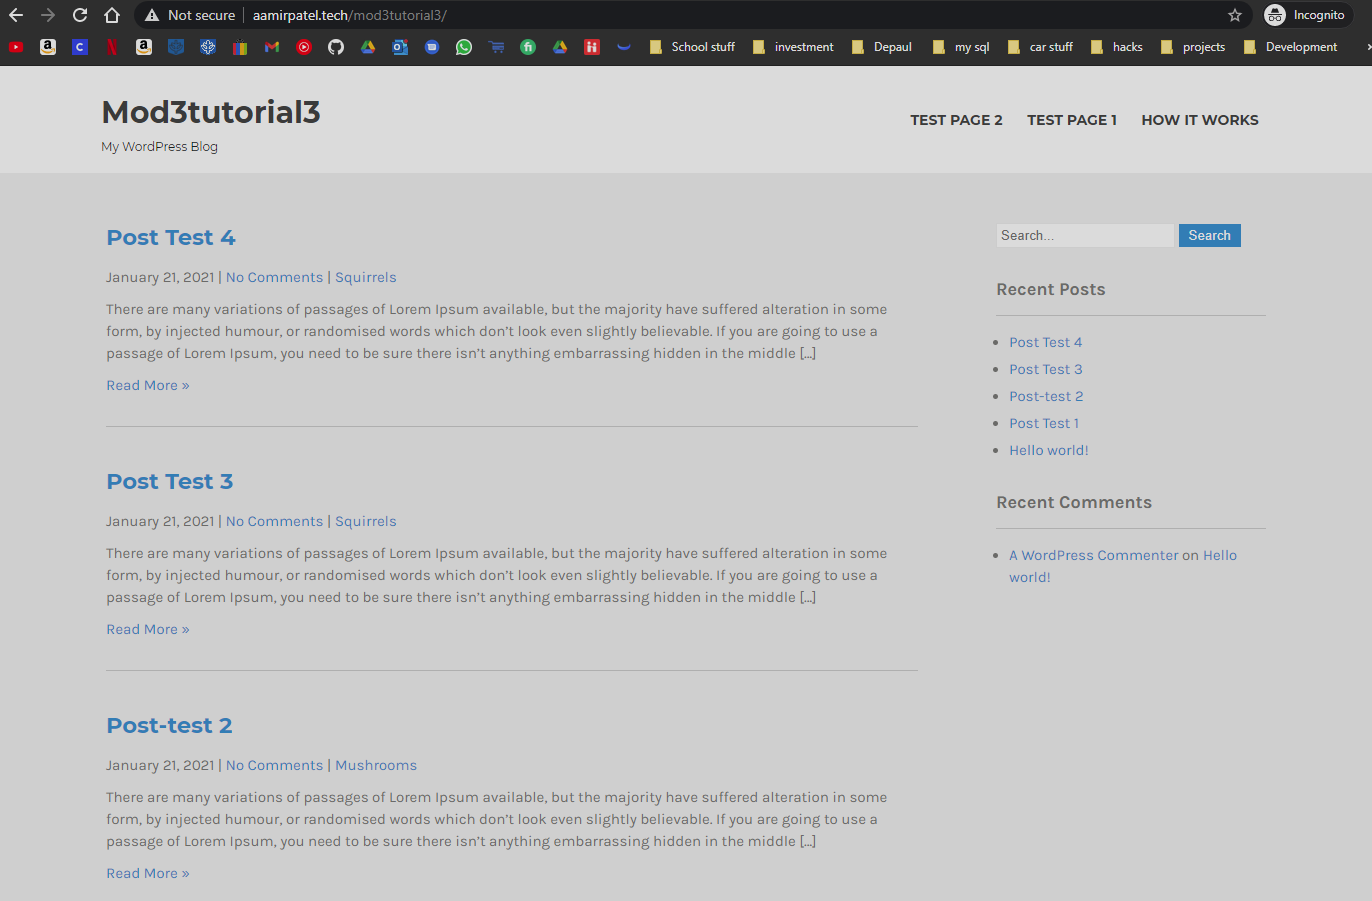 Not secure | aamirpatel.tech/mod3tutorial3/ Incognito
School stuff investment Depaul my sql car stuff hacks projects Development
Mod3tutorial3
My WordPress Blog
TEST PAGE 2 TEST PAGE 1 HOW IT WORKS
Post Test 4
January 21, 2021 | No Comments | Squirrels
There are many variations of passages of Lorem Ipsum available, but the majority have suffered alteration in some
form, by injected humour, or randomised words which don’t look even slightly believable. If you are going to use a
passage of Lorem Ipsum, you need to be sure there isn’t anything embarrassing hidden in the middle […]
Read More »
Post Test 3
January 21, 2021 | No Comments | Squirrels
There are many variations of passages of Lorem Ipsum available, but the majority have suffered alteration in some
form, by injected humour, or randomised words which don’t look even slightly believable. If you are going to use a
passage of Lorem Ipsum, you need to be sure there isn’t anything embarrassing hidden in the middle […]
Read More »
Post-test 2
January 21, 2021 | No Comments | Mushrooms
There are many variations of passages of Lorem Ipsum available, but the majority have suffered alteration in some
form, by injected humour, or randomised words which don’t look even slightly believable. If you are going to use a
passage of Lorem Ipsum, you need to be sure there isn’t anything embarrassing hidden in the middle […]
Read More »
Search... Search
Recent Posts
Post Test 4
Post Test 3
Post-test 2
Post Test 1
Hello world!
Recent Comments
A WordPress Commenter on Hello
world!